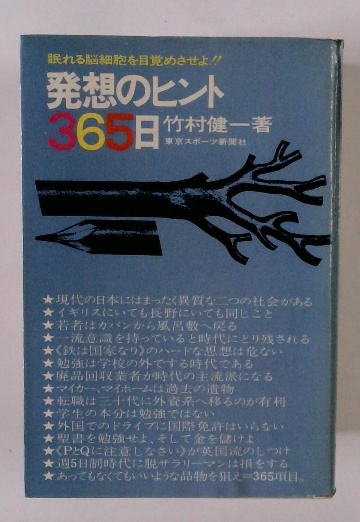 眠れる脳細胞を目覚めさせよ!!
発想のヒント
365日 竹村健一著
東京スポーツ新聞社
★現代の日本にはまったく異質な二つの社会がある
★イギリスにいても長野にいても同じこと
★若者はカバンから風呂敷へ戻る
★一流意識を持っていると時代にとり残される
★〈鉄は国家なり〉のハードな思想は危ない
★勉強は学校の外でする時代である
★廃品回収業者が時代の主流派になる
★マイカー、マイホームは過去の遺物
★転職は三十代に外資系へ移るのが有利
★学生の本分は勉強ではない
★外国でのドライブに国際免許はいらない
★聖書を勉強せよ、そして金を儲けよ
★〈PとQに注意しなさい〉が英国流のしつけ
★週5日制時代に脱サラリーマンは損をする
★あってもなくてもいいような品物を狙え=365項目。